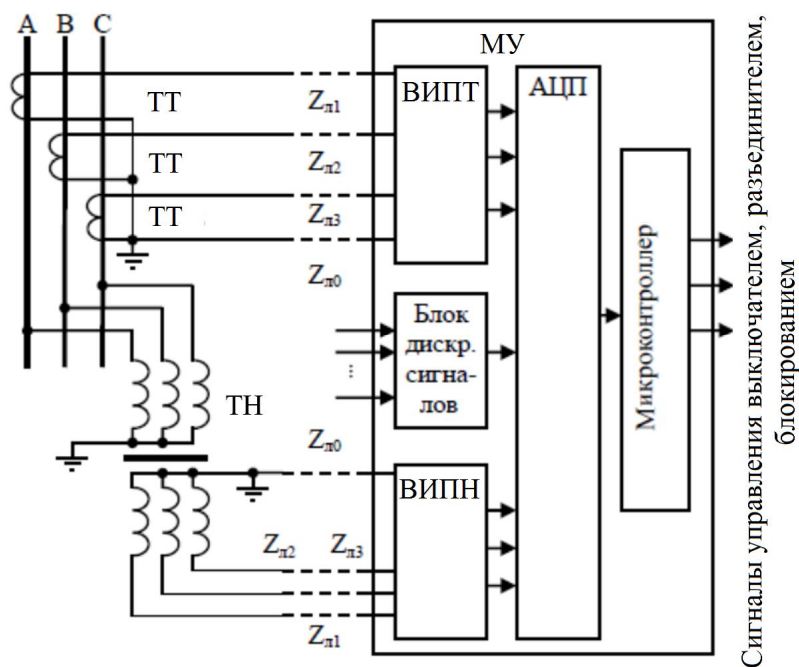 А В С
МУ
ТТ
Zл1
ВИПТ
АЦП
ТТ
Zл2
ТТ
Zл3
Zл0
Микроконтроллер
Блок
дискр.
сигна-
лов
...
ТН
Zл0
ВИПН
Zл2 Zл3
Zл1
Сигналы управления выключателем, разъединителем,
блокированием